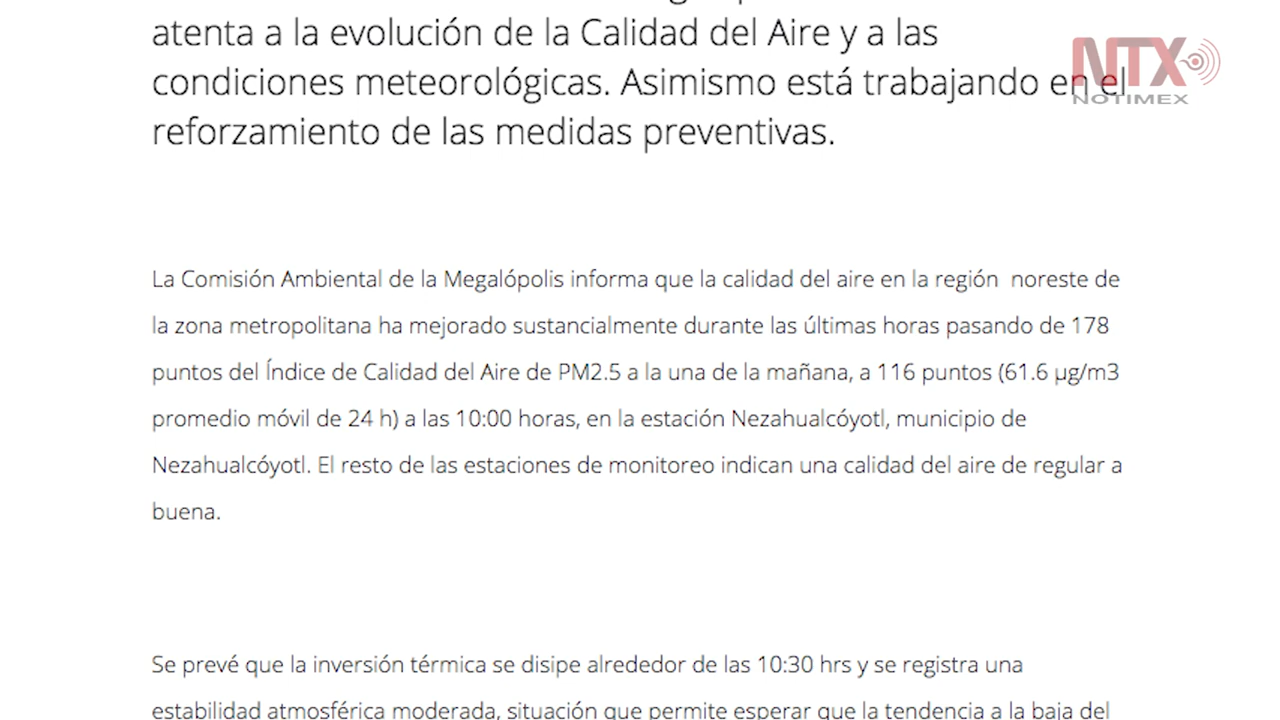 atenta a la evolución de la Calidad del Aire y a las
condiciones meteorológicas. Asimismo está trabajando en el
reforzamiento de las medidas preventivas.
NTX
NOTIMEX
La Comisión Ambiental de la Megalópolis informa que la calidad del aire en la región  noreste de
la zona metropolitana ha mejorado sustancialmente durante las últimas horas pasando de 178
puntos del Índice de Calidad del Aire de PM2.5 a la una de la mañana, a 116 puntos (61.6 µg/m3
promedio móvil de 24 h) a las 10:00 horas, en la estación Nezahualcóyotl, municipio de
Nezahualcóyotl. El resto de las estaciones de monitoreo indican una calidad del aire de regular a
buena.
Se prevé que la inversión térmica se disipe alrededor de las 10:30 hrs y se registra una
estabilidad atmosférica moderada, situación que permite esperar que la tendencia a la baja del